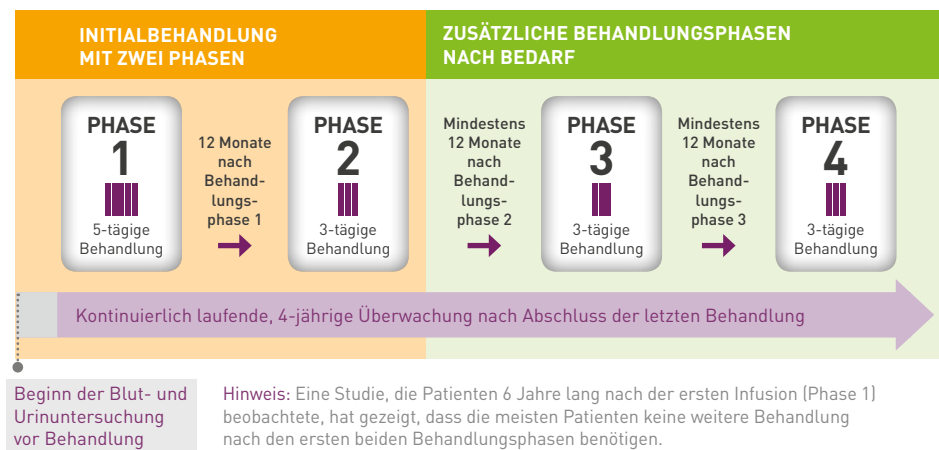 INITIALBEHANDLUNG
MIT ZWEI PHASEN
ZUSÄTZLICHE BEHANDLUNGSPHASEN
NACH BEDARF
PHASE
1
5-tägige
Behandlung
12 Monate
nach
Behand-
lungs-
phase 1
PHASE
2
3-tägige
Behandlung
Mindestens
12 Monate
nach
Behand-
lungs-
phase 2
PHASE
3
3-tägige
Behandlung
Mindestens
12 Monate
nach
Behand-
lungs-
phase 3
PHASE
4
3-tägige
Behandlung
Kontinuierlich laufende, 4-jährige Überwachung nach Abschluss der letzten Behandlung
Beginn der Blut- und
Urinuntersuchung
vor Behandlung
Hinweis: Eine Studie, die Patienten 6 Jahre lang nach der ersten Infusion (Phase 1)
beobachtete, hat gezeigt, dass die meisten Patienten keine weitere Behandlung
nach den ersten beiden Behandlungsphasen benötigen.